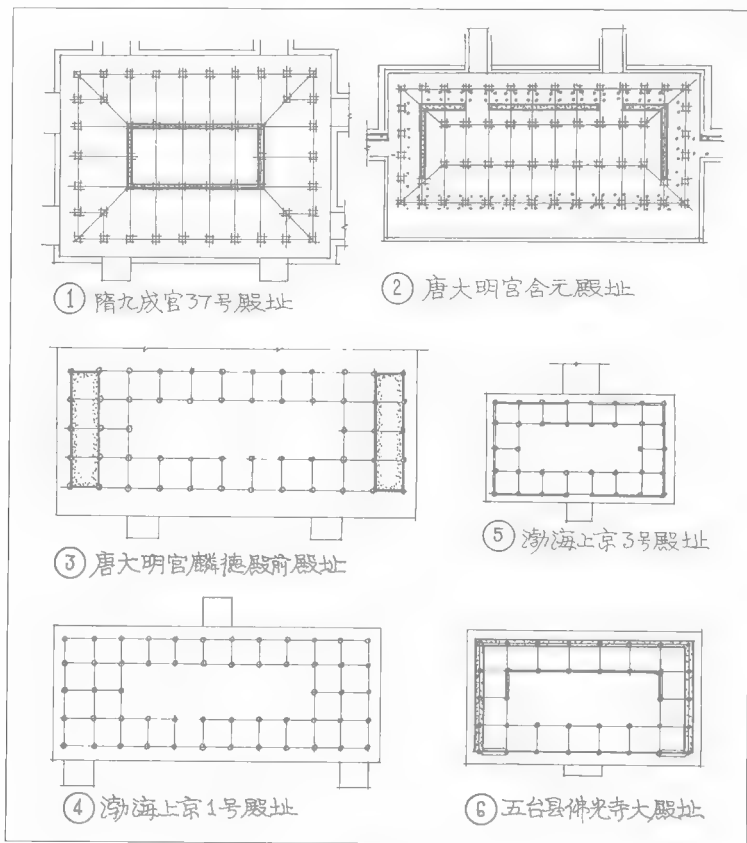 ① 隋九成宫37号殿址
② 唐大明宫含元殿址
③ 唐大明宫麟德殿前殿址
⑤ 渤海上京3号殿址
④ 渤海上京1号殿址
⑥ 五台县佛光寺大殿址